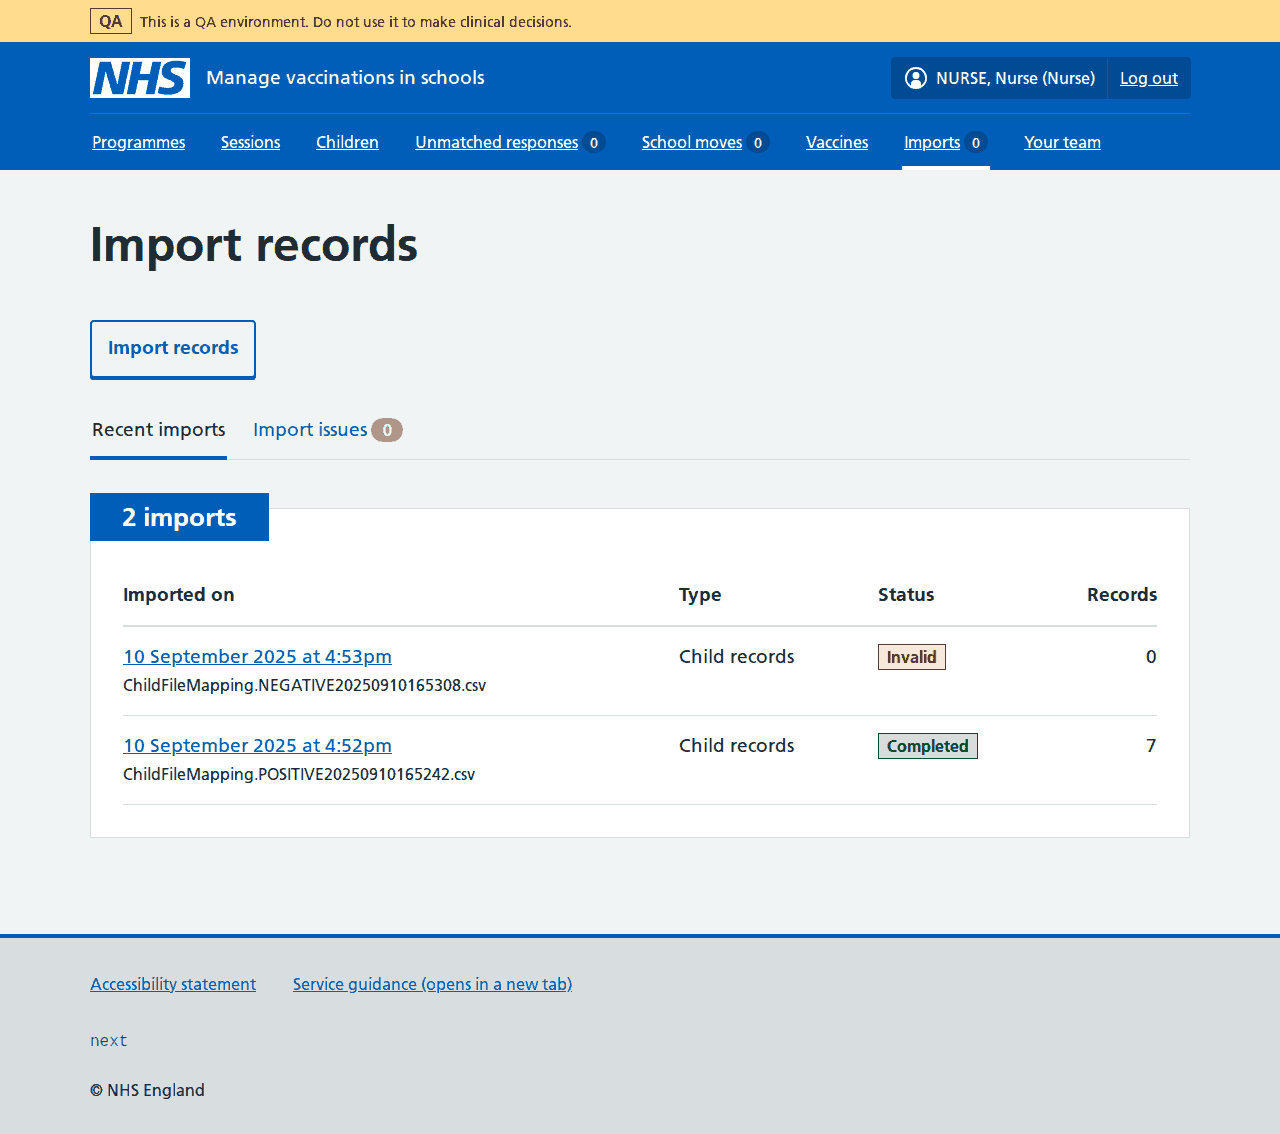 QA This is a QA environment. Do not use it to make clinical decisions.
NHS Manage vaccinations in schools NURSE, Nurse (Nurse) Log out
Programmes Sessions Children Unmatched responses 0 School moves 0 Vaccines Imports 0 Your team
Import records
Import records
Recent imports Import issues 0
2 imports
Imported on Type Status Records
10 September 2025 at 4:53pm Child records Invalid 0
ChildFileMapping.NEGATIVE20250910165308.csv
10 September 2025 at 4:52pm Child records Completed 7
ChildFileMapping.POSITIVE20250910165242.csv
Accessibility statement Service guidance (opens in a new tab)
next
© NHS England